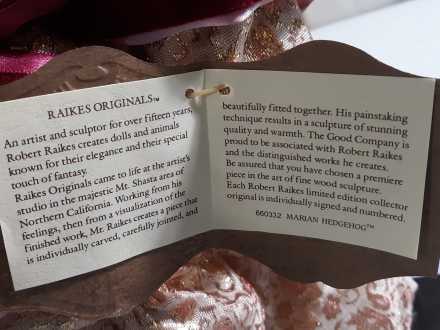 RAIKES ORIGINALS™
An artist and sculptor for over fifteen years,
Robert Raikes creates dolls and animals
known for their elegance and their special
touch of fantasy.
Raikes Originals came to life at the artist's
studio in the majestic Mt. Shasta area of
Northern California. Working from his
feelings, then from a visualization of the
finished work, Mr. Raikes creates a piece that
is individually carved, carefully jointed, and
beautifully fitted together. His painstaking
technique results in a sculpture of stunning
quality and warmth. The Good Company is
proud to be associated with Robert Raikes
and the distinguished works he creates.
Be assured that you have chosen a premiere
piece in the art of fine wood sculpture.
Each Robert Raikes limited edition collector
original is individually signed and numbered.
660332 MARIAN HEDGEHOG™